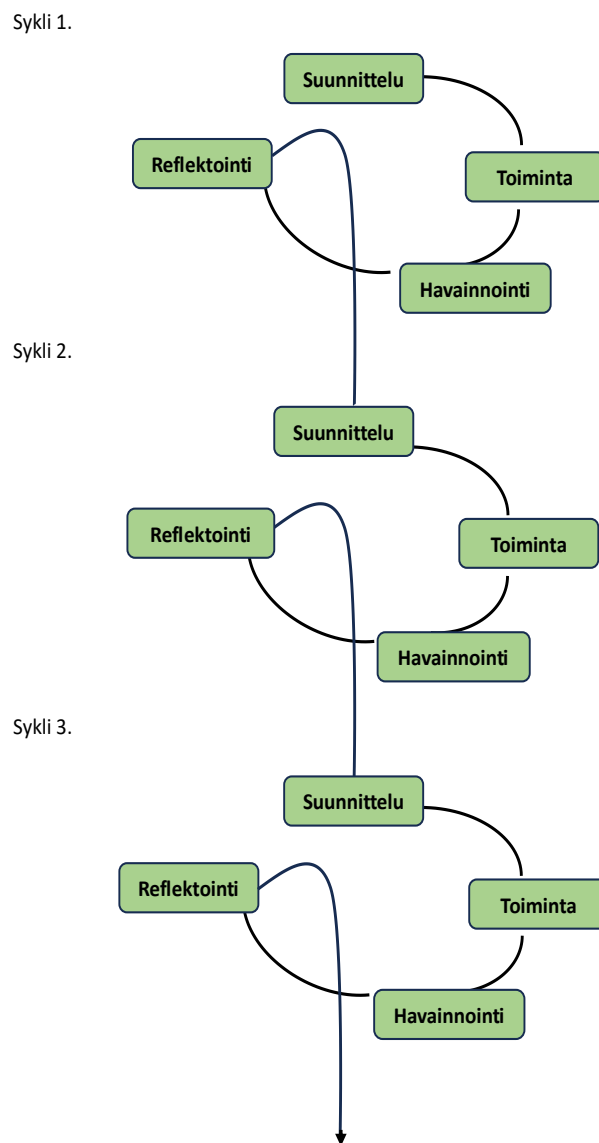 Sykli 1.
Suunnittelu
Reflektointi
Toiminta
Havainnointi
Sykli 2.
Suunnittelu
Reflektointi
Toiminta
Havainnointi
Sykli 3.
Suunnittelu
Reflektointi
Toiminta
Havainnointi